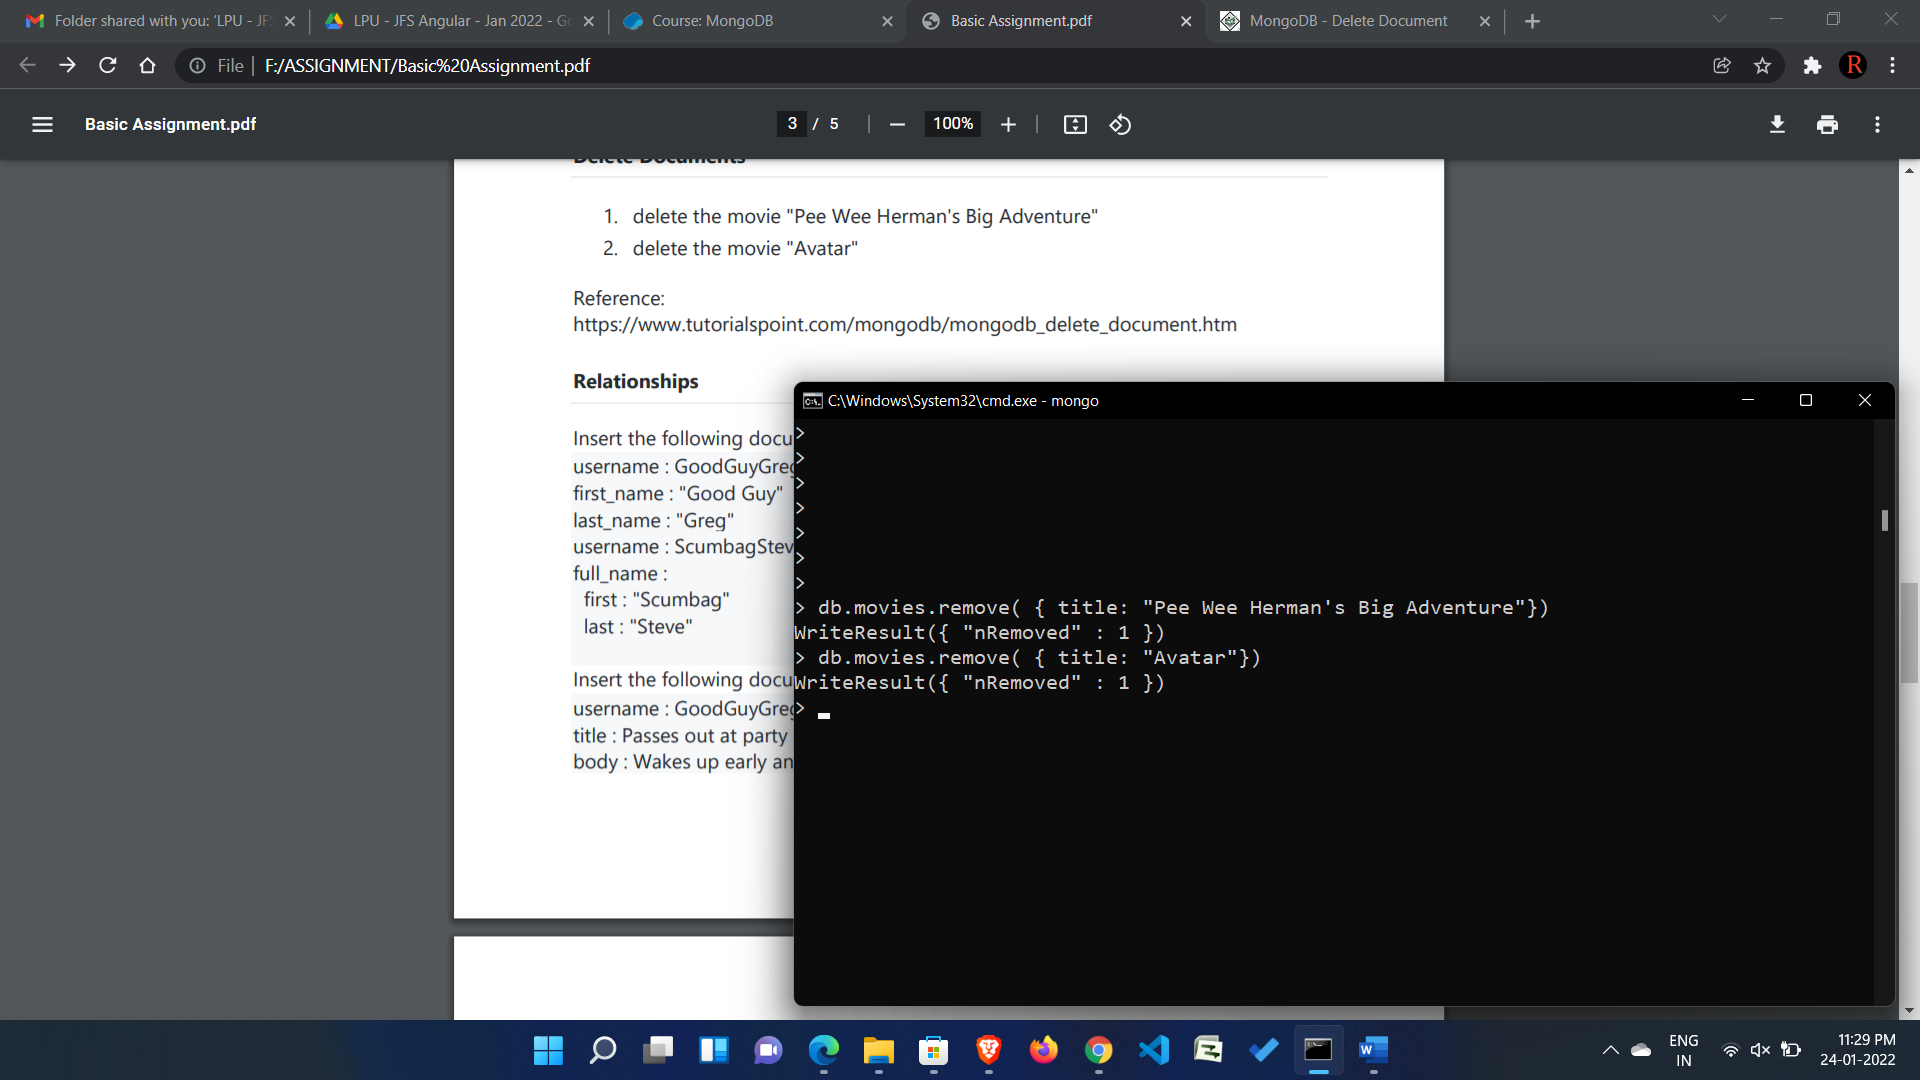 Folder shared with you: 'LPU - JFS
LPU - JFS Angular - Jan 2022 - Go
Course: MongoDB
Basic Assignment.pdf
MongoDB - Delete Document
File
F:/ASSIGNMENT/Basic%20Assignment.pdf
R
Basic Assignment.pdf
3 / 5
100%
Delete Documents
1. delete the movie "Pee Wee Herman's Big Adventure"
2. delete the movie "Avatar"
Reference:
https://www.tutorialspoint.com/mongodb/mongodb_delete_document.htm
Relationships
Insert the following docu
username : GoodGuyGreg
first_name : "Good Guy"
last_name : "Greg"
username : ScumbagStev
full_name :
first : "Scumbag"
last : "Steve"
Insert the following docu
username : GoodGuyGreg
title : Passes out at party
body : Wakes up early an
C:\Windows\System32\cmd.exe - mongo
>
>
>
>
>
>
>
> db.movies.remove( { title: "Pee Wee Herman's Big Adventure"})
WriteResult({ "nRemoved" : 1 })
> db.movies.remove( { title: "Avatar"})
WriteResult({ "nRemoved" : 1 })
>
ENG
IN
11:29 PM
24-01-2022